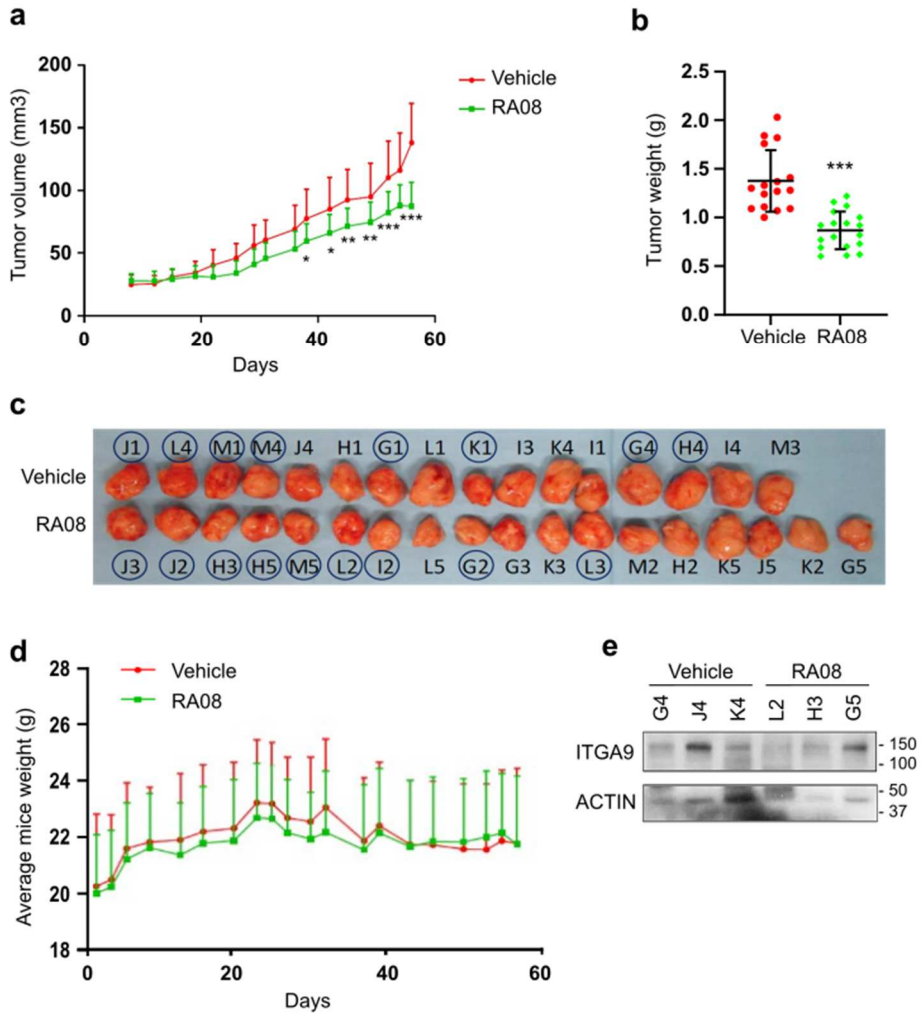 a
200
150
100
50
0
0 20 40 60
Tumor volume (mm3)
Days
Vehicle
RA08
* * ** ** *** ***
b
2.5
2.0
1.5
1.0
0.5
0.0
Tumor weight (g)
***
Vehicle RA08
c
J1 L4 M1 M4 J4 H1 G1 L1 K1 I3 K4 I1 G4 H4 I4 M3
Vehicle
RA08
J3 J2 H3 H5 M5 L2 I2 L5 G2 G3 K3 L3 M2 H2 K5 J5 K2 G5
d
28
26
24
22
20
18
0 20 40 60
Average mice weight (g)
Days
Vehicle
RA08
e
Vehicle RA08
G4 J4 K4 L2 H3 G5
ITGA9
- 150
- 100
ACTIN
- 50
- 37